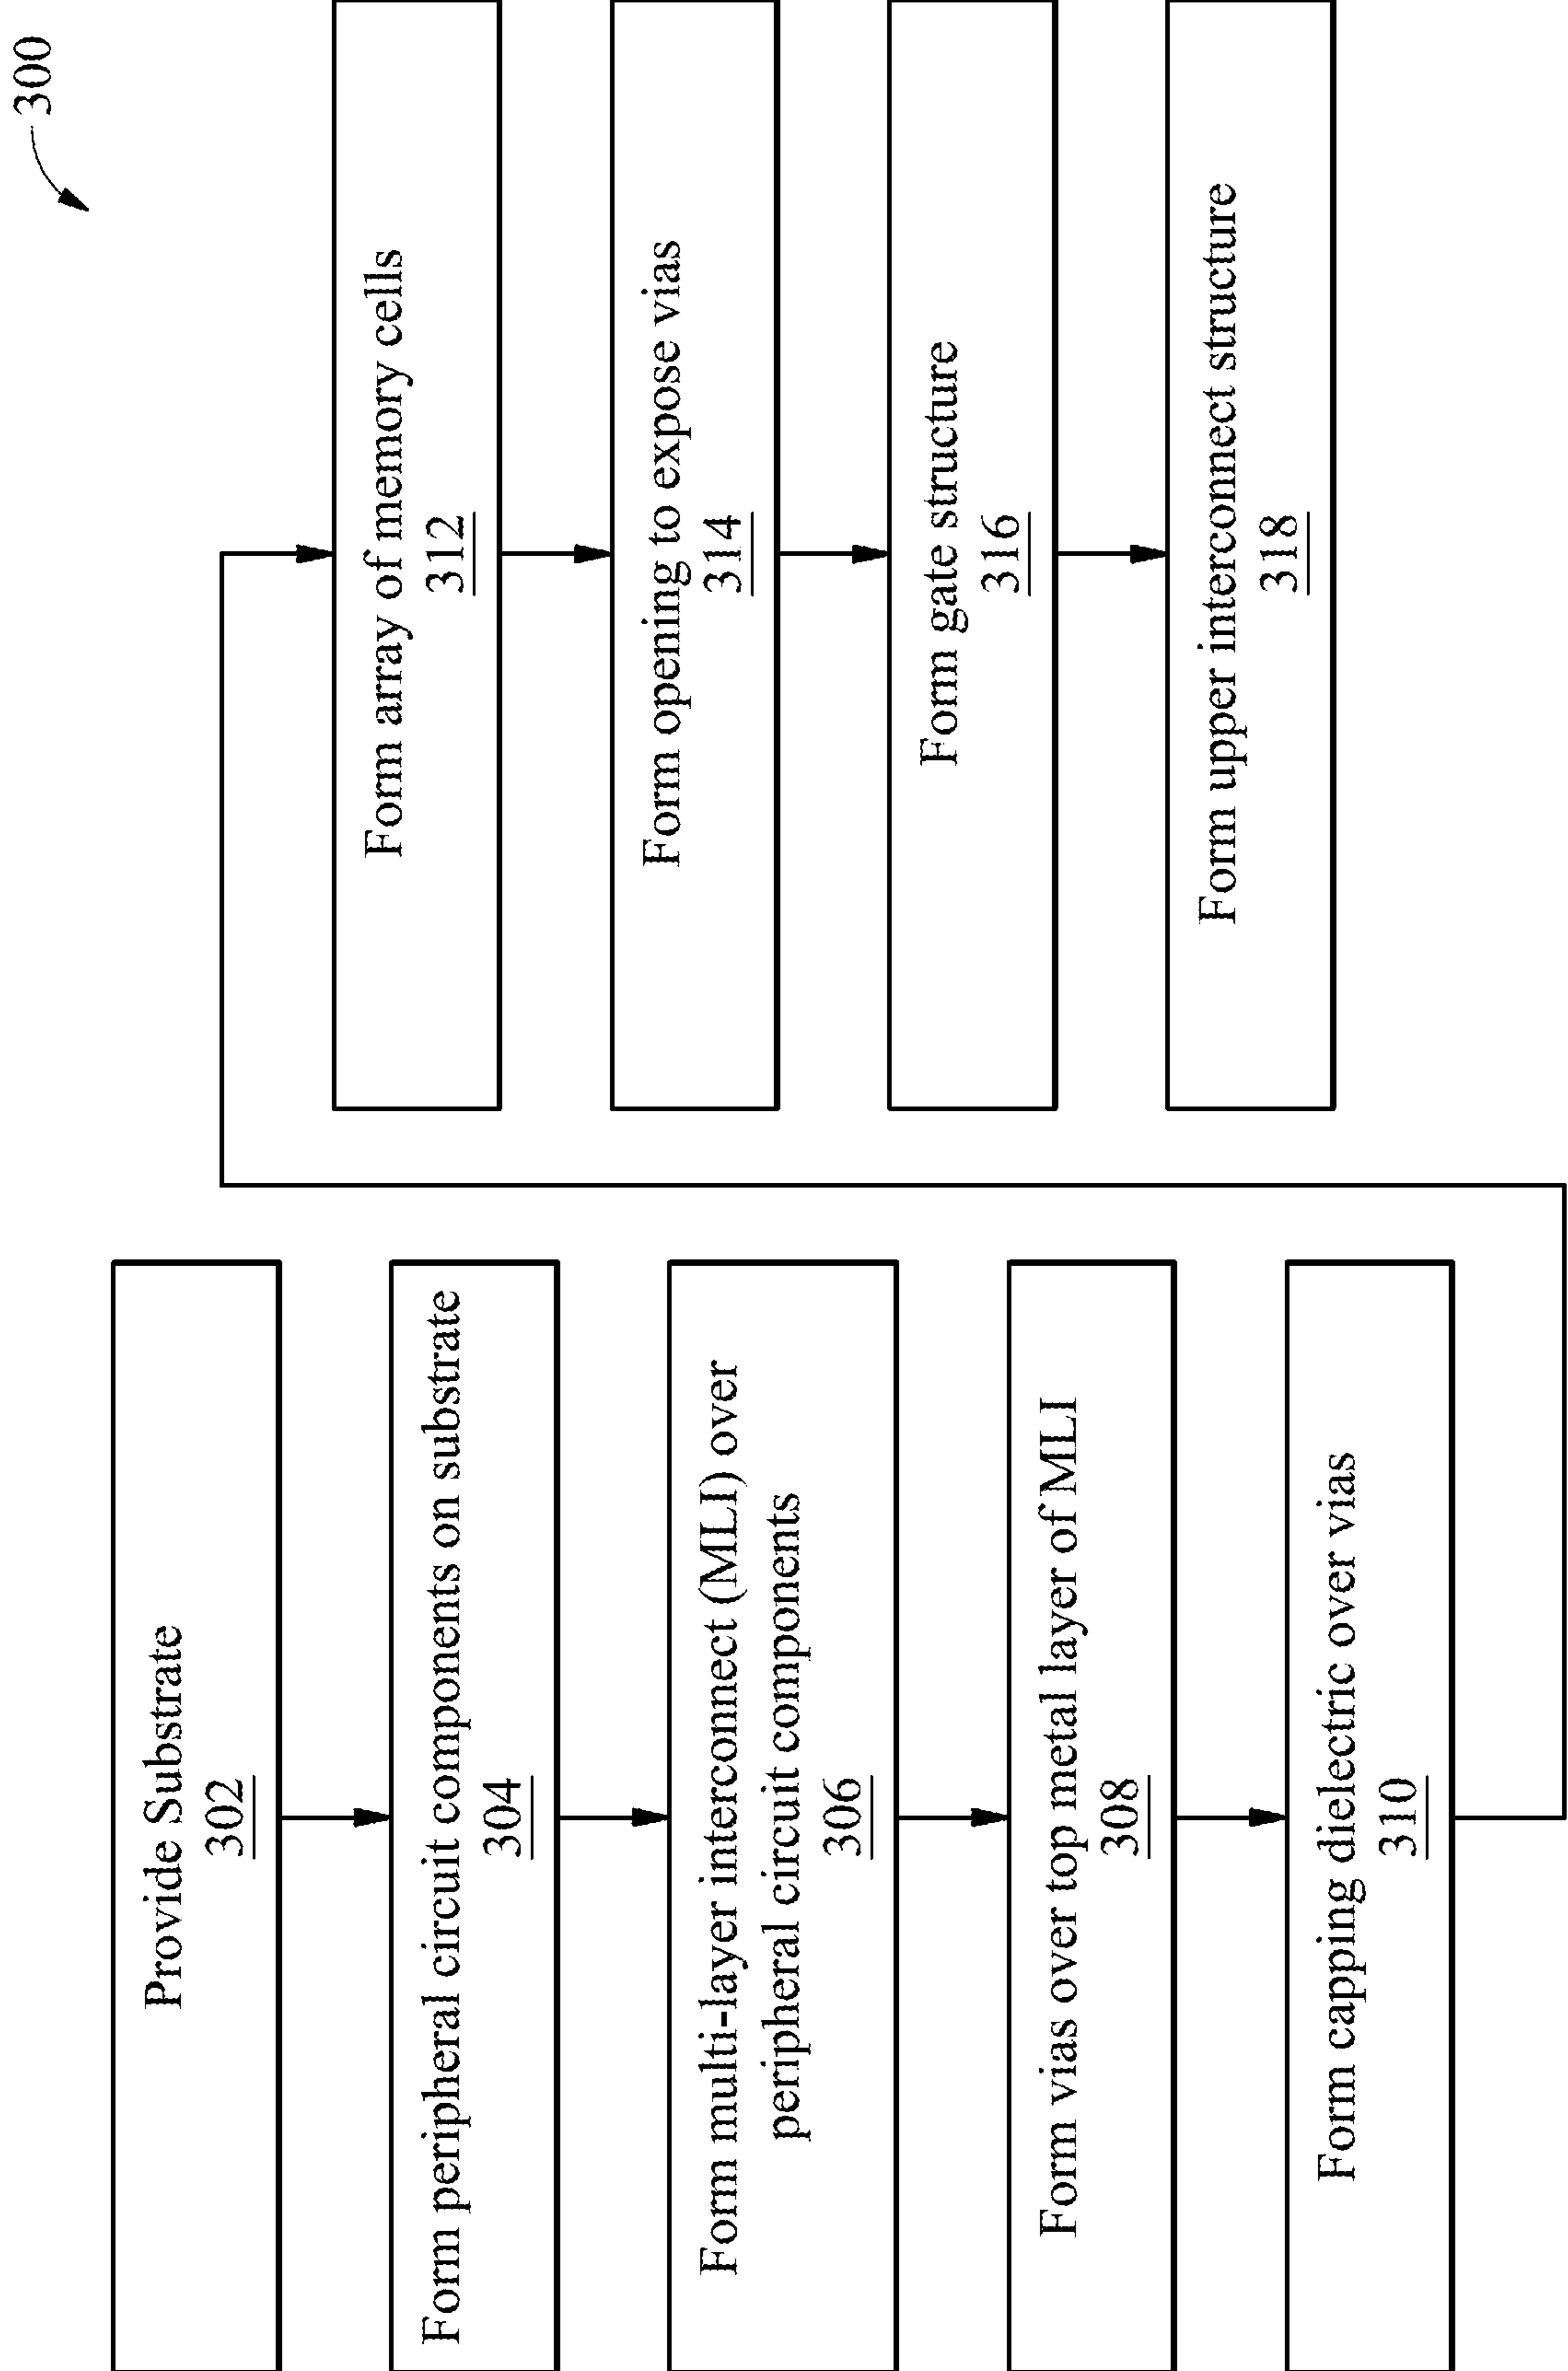 300
Provide Substrate
302
Form peripheral circuit components on substrate
304
Form multi-layer interconnect (MLI) over
peripheral circuit components
306
Form vias over top metal layer of MLI
308
Form capping dielectric over vias
310
Form array of memory cells
312
Form opening to expose vias
314
Form gate structure
316
Form upper interconnect structure
318